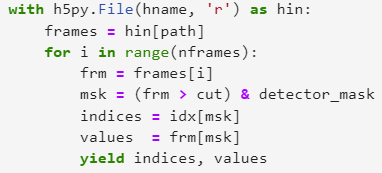 with h5py.File(hname, 'r') as hin:
    frames = hin[path]
    for i in range(nframes):
        frm = frames[i]
        msk = (frm > cut) & detector_mask
        indices = idx[msk]
        values  = frm[msk]
        yield indices, values